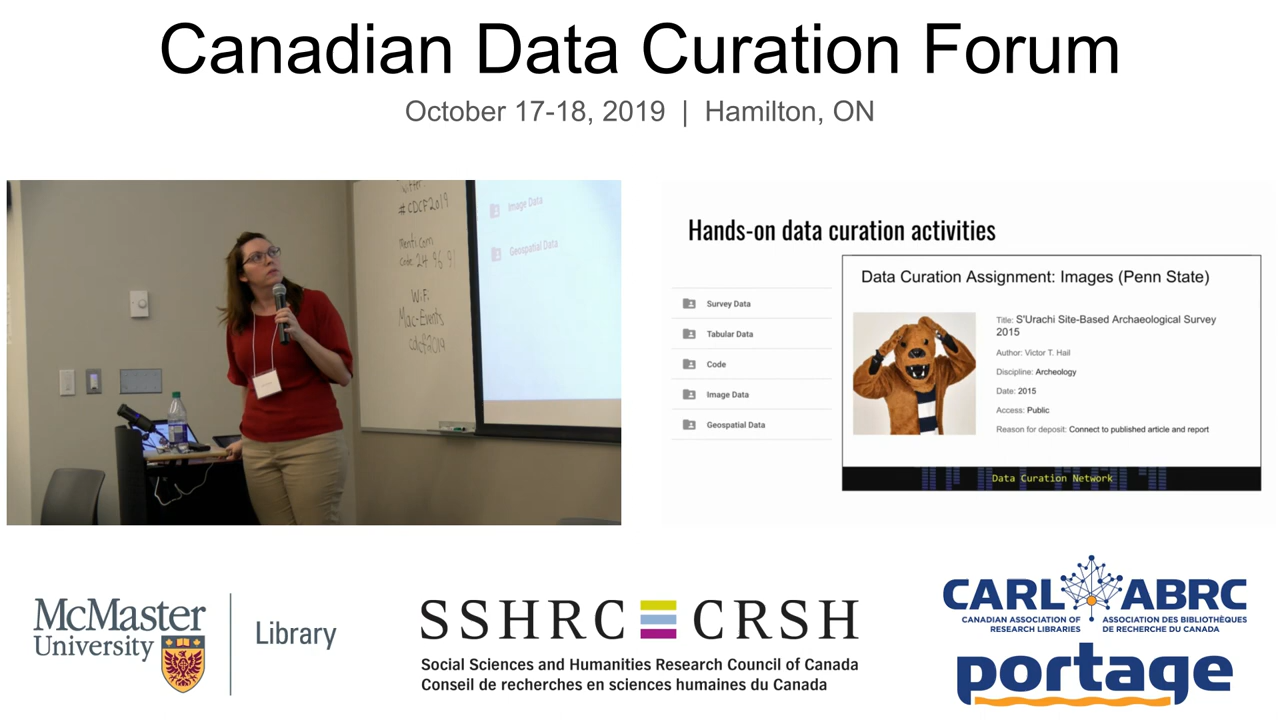 Canadian Data Curation Forum
October 17-18, 2019 | Hamilton, ON
#CDCF2019
Menti.com
Code 24 96 9
WiFi
Mac-Events
cdcf2019
Image Data
Geospatial Data
Hands-on data curation activities
Survey Data
Tabular Data
Code
Image Data
Geospatial Data
Data Curation Assignment: Images (Penn State)
Title: S'Urachi Site-Based Archaeological Survey
2015
Author: Victor T. Hail
Discipline: Archeology
Date: 2015
Access: Public
Reason for deposit: Connect to published article and report
Data Curation Network
McMaster
University
Library
SSHRC CRSH
Social Sciences and Humanities Research Council of Canada
Conseil de recherches en sciences humaines du Canada
CARL ABRC
CANADIAN ASSOCIATION OF
RESEARCH LIBRARIES
ASSOCIATION DES BIBLIOTHÈQUES
DE RECHERCHE DU CANADA
portage